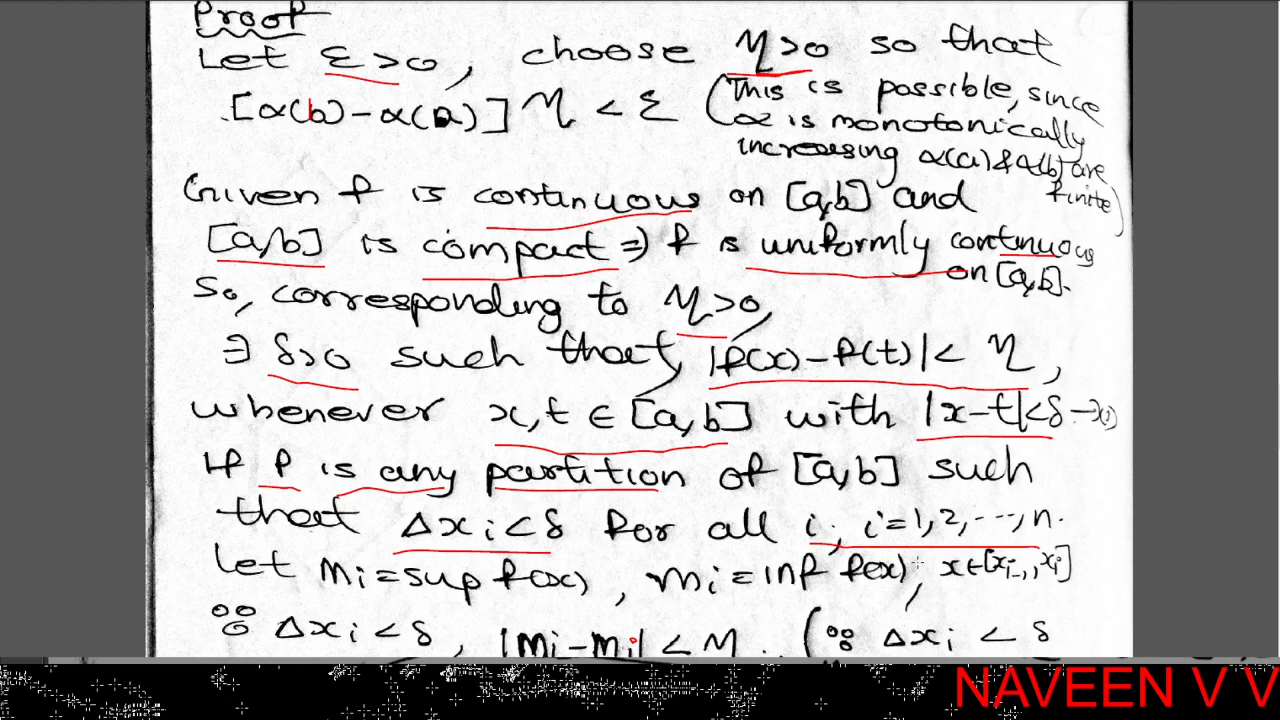 Proof
Let ε>0, choose η>0 so that
[α(b)-α(a)] η < ε (This is possible, since
α is monotonically
increasing α(a) & α(b) are
finite)
Given f is continuous on [a,b] and
[a,b] is compact ⇒ f is uniformly continuous
on [a,b].
So, corresponding to η>0,
∃ δ>0 such that, |f(x)-f(t)| < η,
whenever x,t ∈ [a,b] with |x-t|<δ →(1)
If P is any partition of [a,b] such
that Δxi<δ for all i, i=1,2,---,n.
Let Mi=sup f(x), mi=inf f(x), x∈[xi-1,xi]
∵ Δxi<δ, |Mi-mi| < η. (∵ Δxi < δ
NAVEEN V V